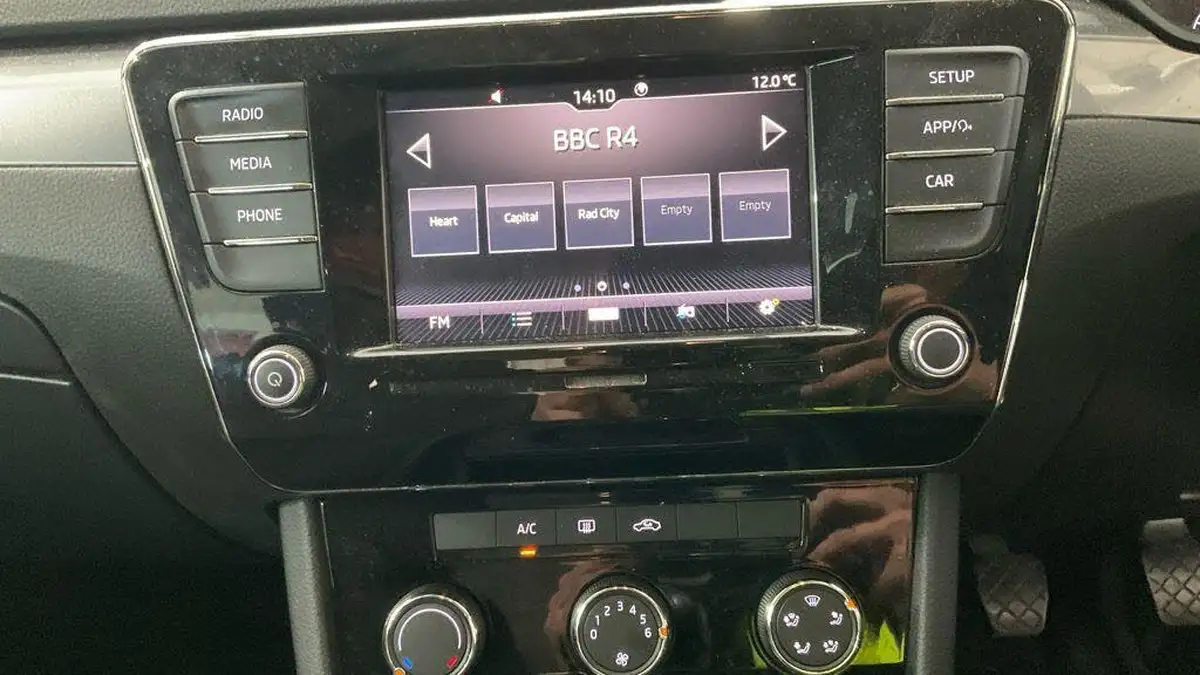 14:10
12.0°C
BBC R4
Heart
Capital
Rad City
Empty
Empty
FM
RADIO
MEDIA
PHONE
SETUP
APP/
CAR
A/C
0 1 2 3 4 5 6